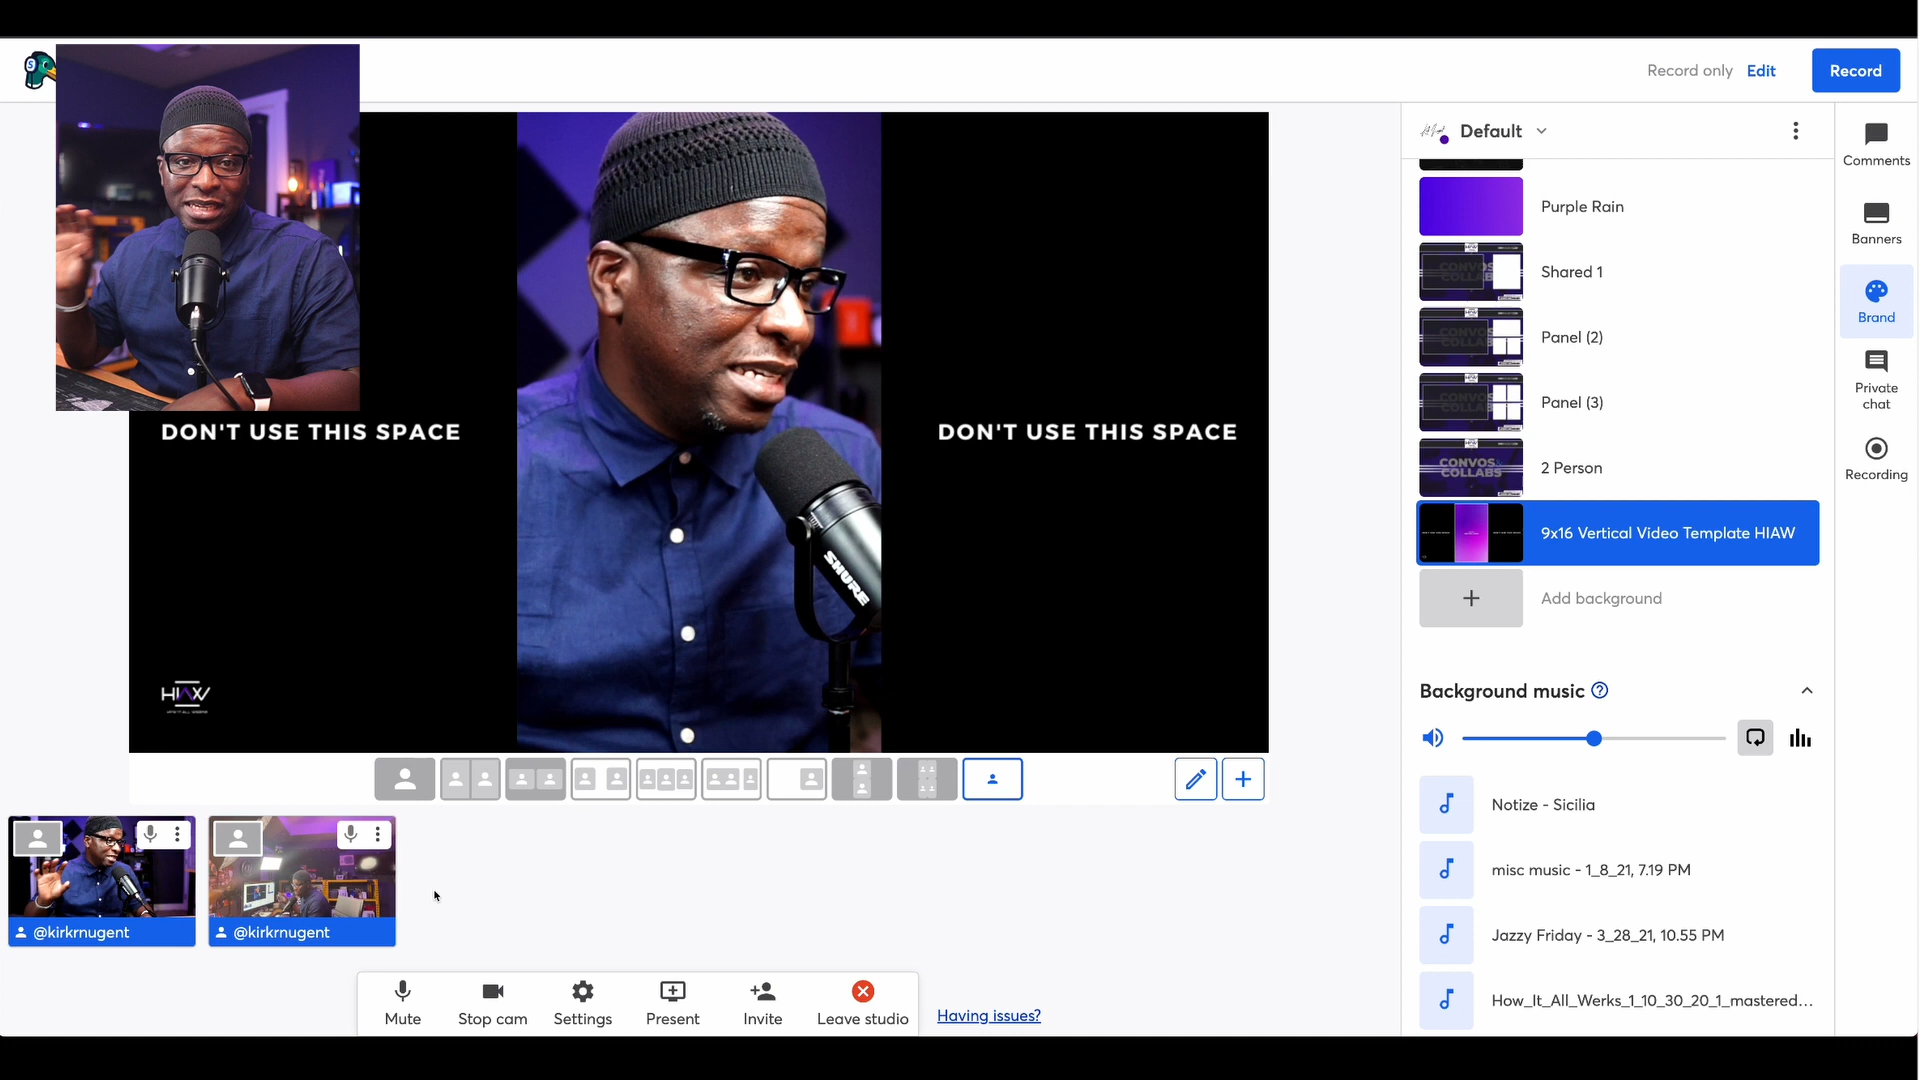 Record only Edit Record
Default
Comments
Purple Rain
Banners
Shared 1
Brand
Panel (2)
Private
chat
Panel (3)
2 Person
Recording
9x16 Vertical Video Template HIAW
Add background
DON'T USE THIS SPACE
DON'T USE THIS SPACE
SHURE
HIAW
CONVOS
COLLABS
Background music
Notize - Sicilia
misc music - 1_8_21, 7.19 PM
Jazzy Friday - 3_28_21, 10.55 PM
How_It_All_Werks_1_10_30_20_1_mastered...
@kirkrnugent
@kirkrnugent
Mute
Stop cam
Settings
Present
Invite
Leave studio
Having issues?